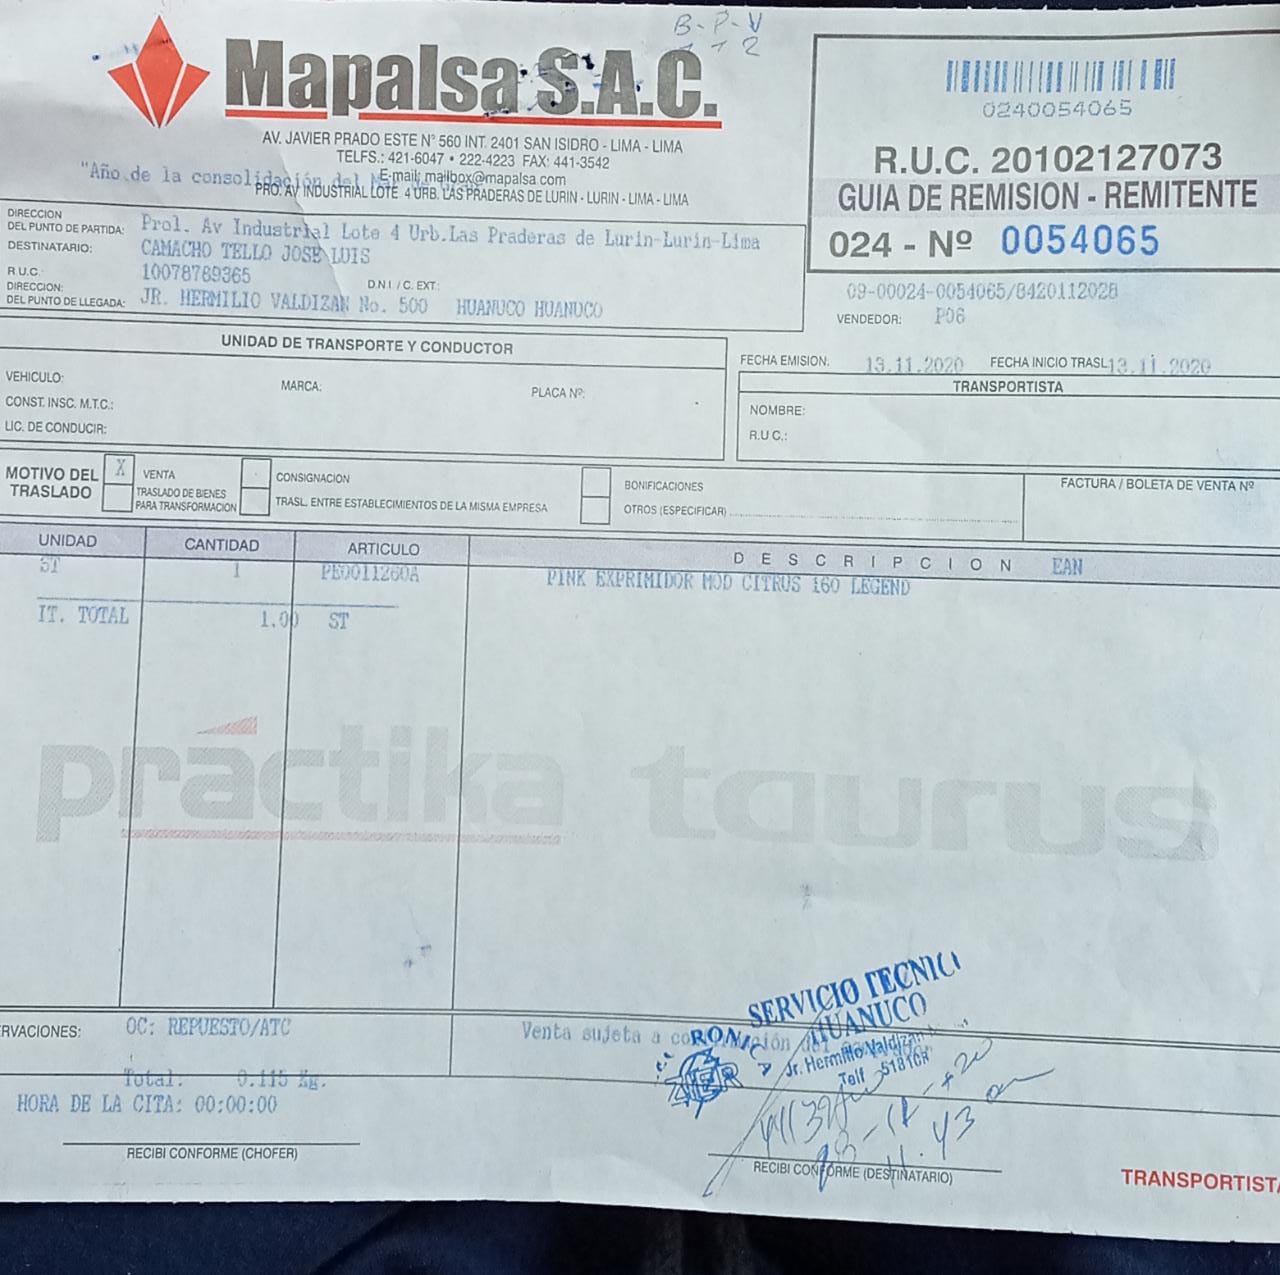 B-P-V
Mapalsa S.A.C.
AV. JAVIER PRADO ESTE N° 560 INT. 2401 SAN ISIDRO - LIMA - LIMA
TELFS.: 421-6047 • 222-4223 FAX: 441-3542
E-mail: mailbox@mapalsa.com
"Año de la consolidación del
PRO. AV INDUSTRIAL LOTE. 4 URB. LAS PRADERAS DE LURIN - LURIN - LIMA - LIMA
0240054065
R.U.C. 20102127073
GUIA DE REMISION - REMITENTE
024 - Nº 0054065
09-00024-0054065/8420112028
VENDEDOR: P06
DIRECCION
DEL PUNTO DE PARTIDA: Prol. Av Industrial Lote 4 Urb.Las Praderas de Lurin-Lurin-Lima
DESTINATARIO: CAMACHO TELLO JOSE LUIS
R.U.C.: 10078789365 D.N.I./C. EXT:
DIRECCION:
DEL PUNTO DE LLEGADA: JR. HERMILIO VALDIZAN No. 500 HUANUCO HUANUCO
UNIDAD DE TRANSPORTE Y CONDUCTOR
VEHICULO: MARCA: PLACA Nº:
CONST. INSC. M.T.C.:
LIC. DE CONDUCIR:
FECHA EMISION. 13.11.2020 FECHA INICIO TRASL 13.11.2020
TRANSPORTISTA
NOMBRE:
R.U.C.:
MOTIVO DEL TRASLADO
X VENTA
TRASLADO DE BIENES PARA TRANSFORMACION
CONSIGNACION
TRASL. ENTRE ESTABLECIMIENTOS DE LA MISMA EMPRESA
BONIFICACIONES
OTROS (ESPECIFICAR)
FACTURA / BOLETA DE VENTA Nº
UNIDAD CANTIDAD ARTICULO DESCRIPCION EAN
ST 1 PE0011260A PINK EXPRIMIDOR MOD CITRUS 160 LEGEND
IT. TOTAL 1.00 ST
práctika taurus
RVACIONES: OC: REPUESTO/ATC
Venta sujeta a
SERVICIO TECNIC
HUANUCO
RONICA
Jr. Hermilio Valdizan
Telf
Total: 0.115 Kg.
HORA DE LA CITA: 00:00:00
RECIBI CONFORME (CHOFER)
RECIBI CONFORME (DESTINATARIO)
TRANSPORTISTA